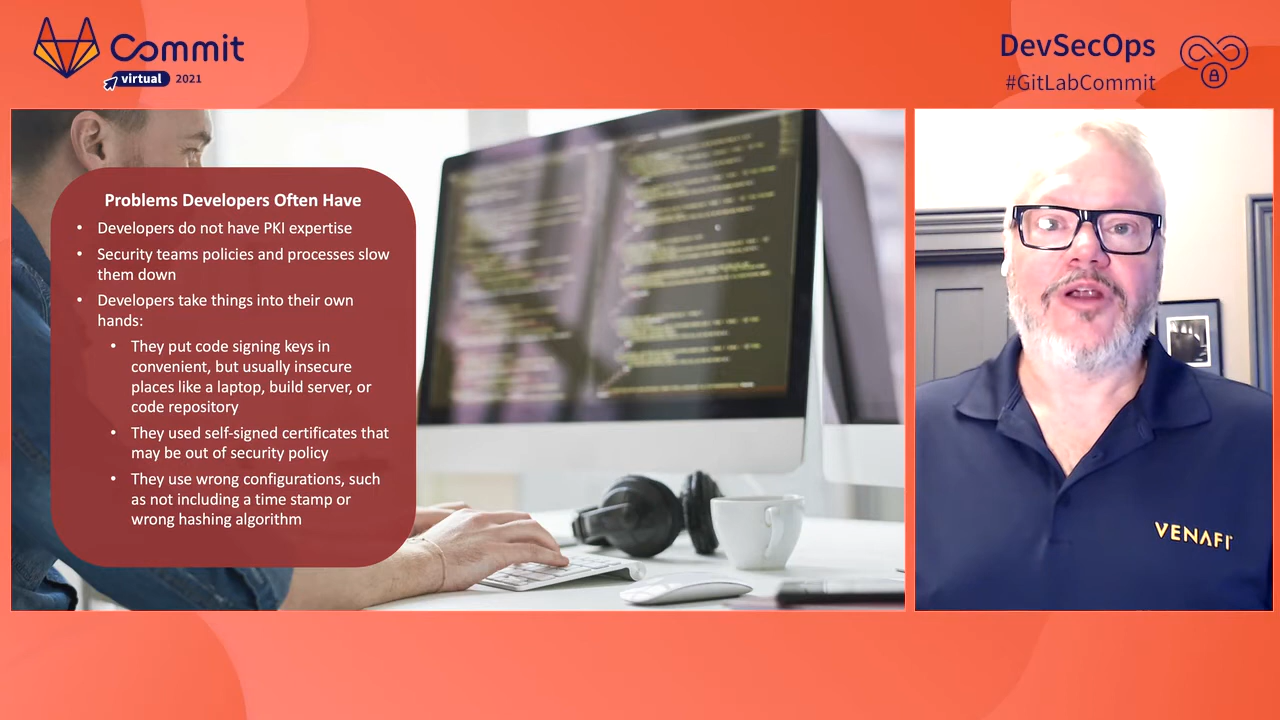 Commit
virtual 2021
DevSecOps
#GitLabCommit
Problems Developers Often Have
• Developers do not have PKI expertise
• Security teams policies and processes slow
them down
• Developers take things into their own
hands:
• They put code signing keys in
convenient, but usually insecure
places like a laptop, build server, or
code repository
• They used self-signed certificates that
may be out of security policy
• They use wrong configurations, such
as not including a time stamp or
wrong hashing algorithm
VENAFI